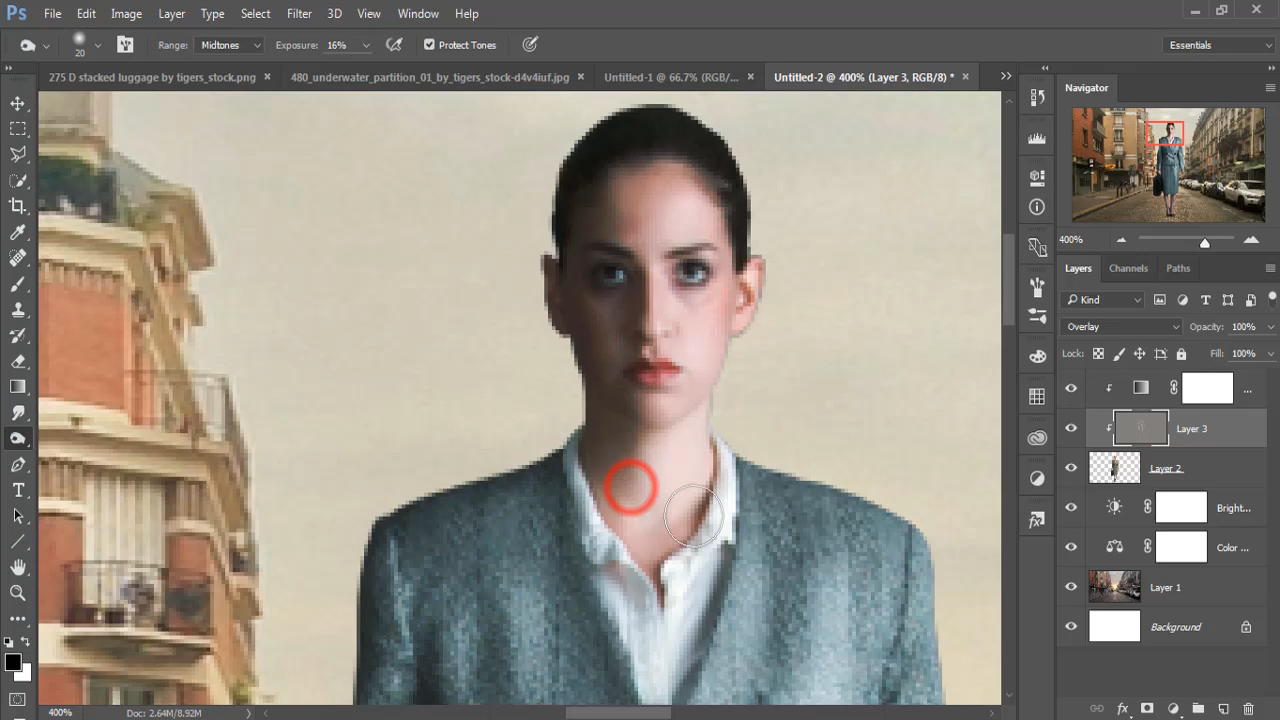 Ps File Edit Image Layer Type Select Filter 3D View Window Help
20 Range: Midtones Exposure: 16% Protect Tones Essentials
275 D stacked luggage by tigers_stock.png × 480_underwater_partition_01_by_tigers_stock-d4v4iuf.jpg × Untitled-1 @ 66.7% (RGB/... × Untitled-2 @ 400% (Layer 3, RGB/8) * ×
Navigator
400%
Layers Channels Paths
Kind
Overlay Opacity: 100%
Lock: Fill: 100%
...
Layer 3
Layer 2
Bright...
Color ...
Layer 1
Background
400% Doc: 2.64M/8.92M